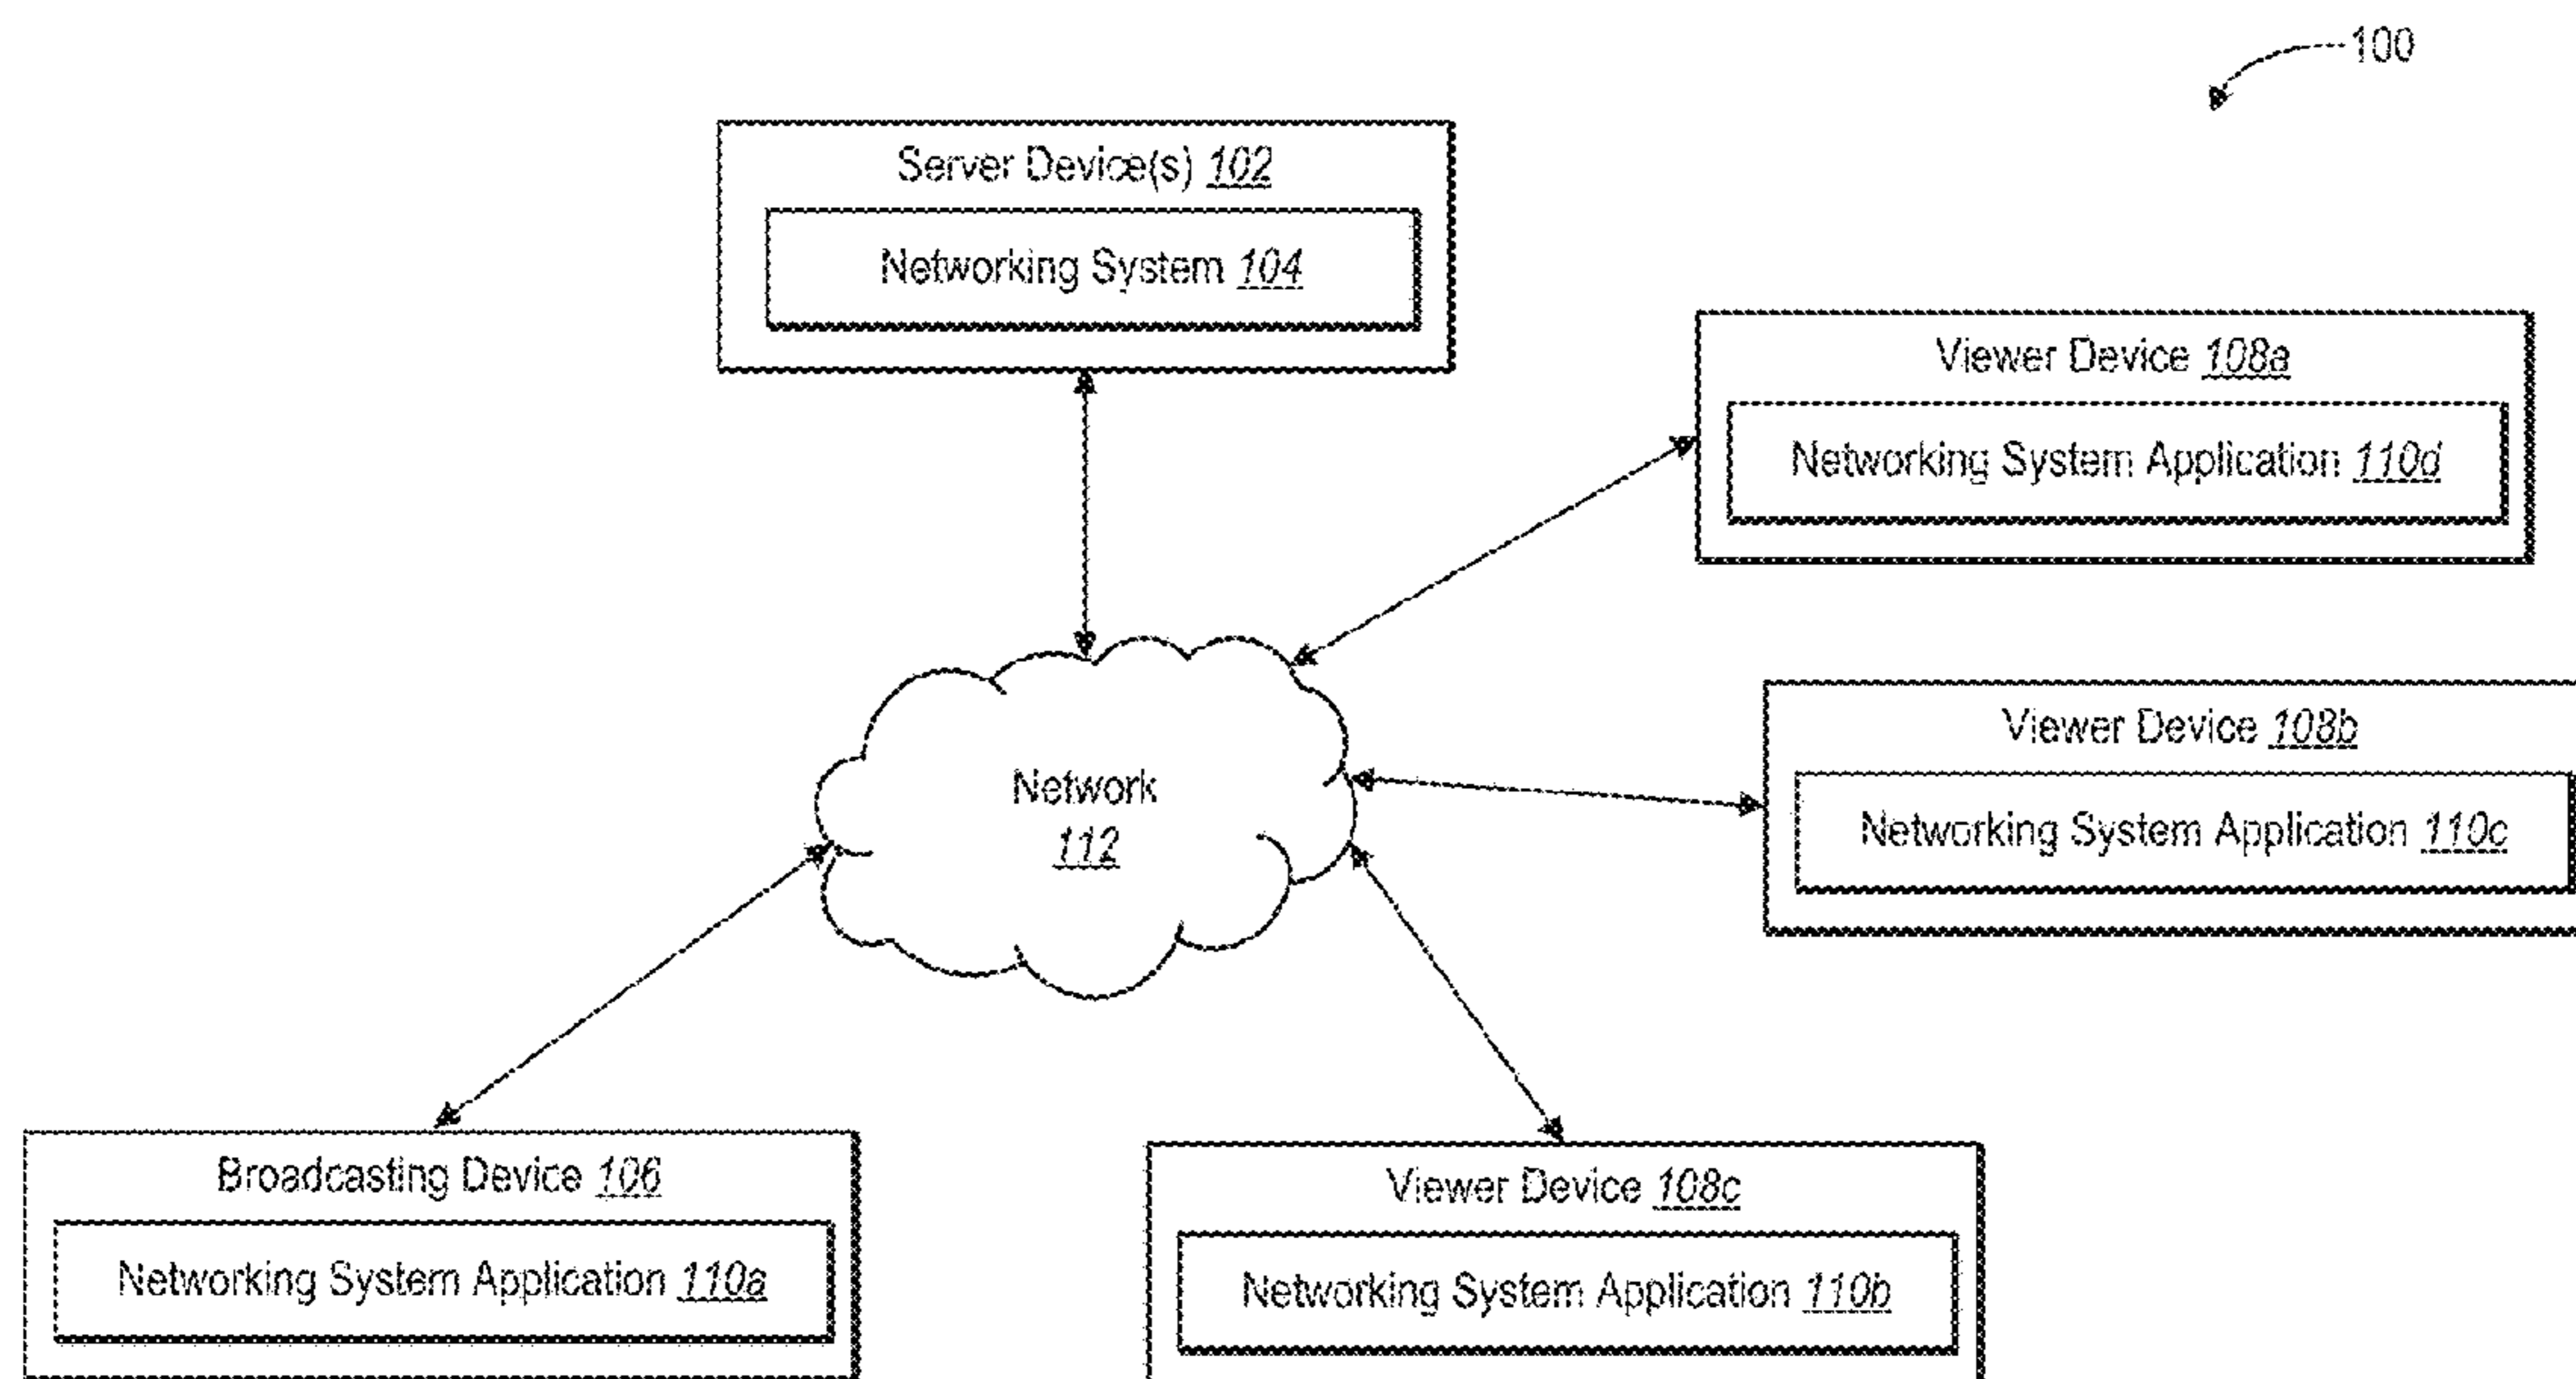 100
Server Device(s) 102
Networking System 104
Viewer Device 108a
Networking System Application 110d
Viewer Device 108b
Networking System Application 110c
Network
112
Broadcasting Device 106
Networking System Application 110a
Viewer Device 108c
Networking System Application 110b